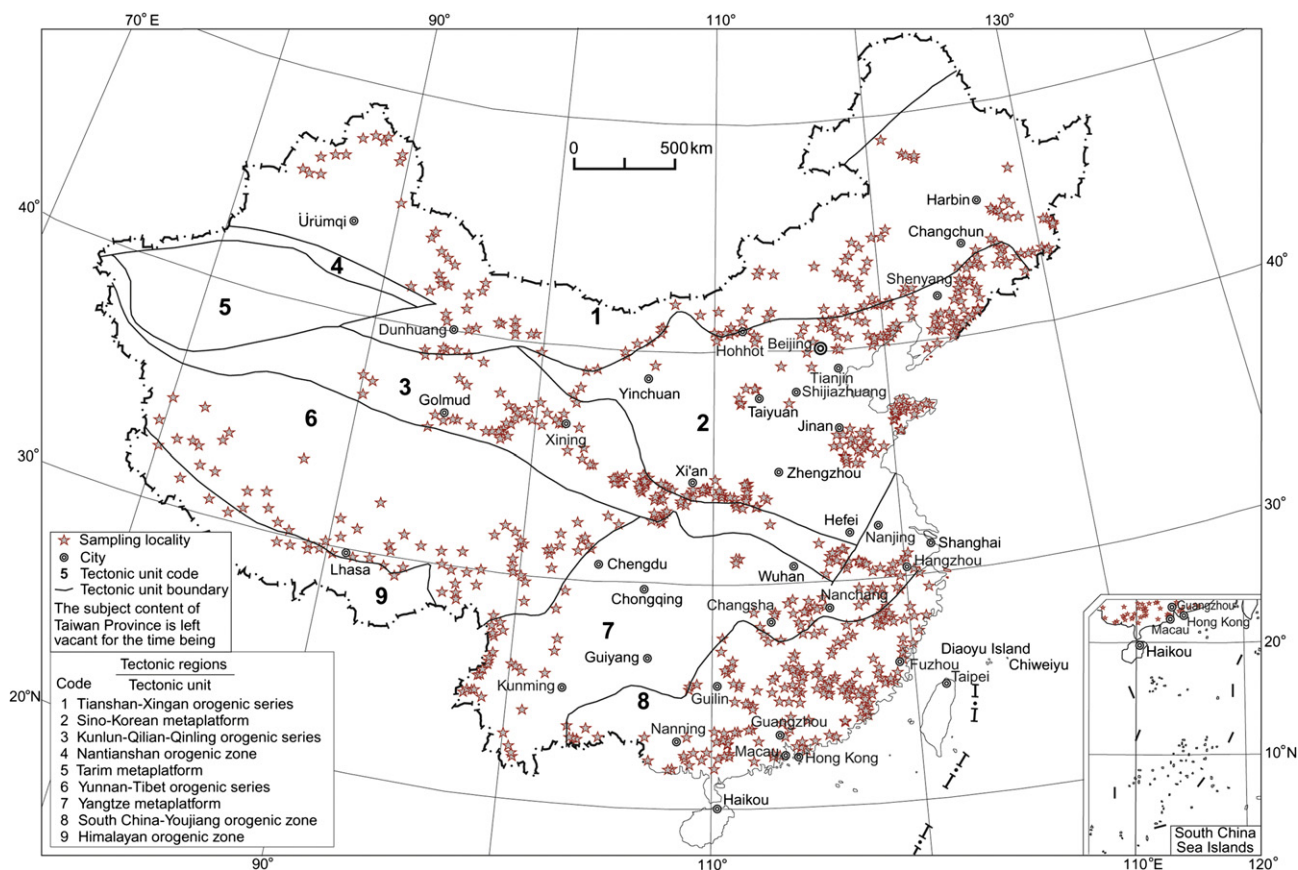 70° E
90°
110°
130°
0
500 km
40°
Harbin
Ürümqi
Changchun
40°
4
Shenyang
5
1
Dunhuang
Hohhot
Beijing
3
Yinchuan
Tianjin
Shijiazhuang
Golmud
Taiyuan
6
2
Xining
Jinan
30°
Xi'an
Zhengzhou
30°
Hefei
Nanjing
Shanghai
Sampling locality
City
5 Tectonic unit code
Tectonic unit boundary
The subject content of
Taiwan Province is left
vacant for the time being
Lhasa
Chengdu
Wuhan
Hangzhou
9
Chongqing
Changsha
Nanchang
Guangzhou
Hong Kong
Macau
20°
7
Haikou
Diaoyu Island
Chiweiyu
Guiyang
Fuzhou
Taipei
Tectonic regions
Code
Tectonic unit
1 Tianshan-Xingan orogenic series
2 Sino-Korean metaplatform
3 Kunlun-Qilian-Qinling orogenic series
4 Nantianshan orogenic zone
5 Tarim metaplatform
6 Yunnan-Tibet orogenic series
7 Yangtze metaplatform
8 South China-Youjiang orogenic zone
9 Himalayan orogenic zone
20°N
Kunming
Guilin
8
Nanning
Guangzhou
Macau
Hong Kong
10°N
Haikou
South China
Sea Islands
90°
110°
110°E
120°